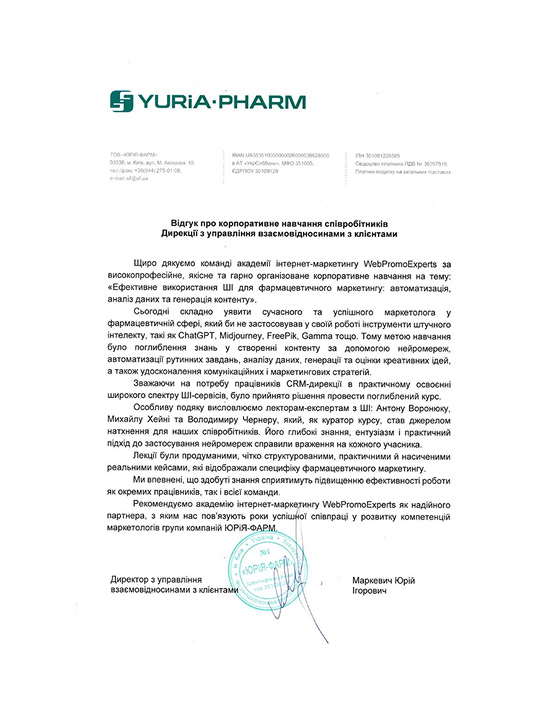 YURiA-PHARM
ТОВ «ЮРІЯ-ФАРМ»,
03038, м. Київ, вул. М. Амосова, 10
тел./факс: +38(044) 275-01-08,
e-mail: uf@uf.ua
в АТ «УкрСиббанк», МФО 351005,
ЄДРПОУ 30109129
ІПН 301091226585
Свідоцтво платника ПДВ № 36097919,
Платник податку на загальних підставах
Відгук про корпоративне навчання співробітників
Дирекції з управління взаємовідносинами з клієнтами
Щиро дякуємо команді академії інтернет-маркетингу WebPromoExperts за
високопрофесійне, якісне та гарно організоване корпоративне навчання на тему:
«Ефективне використання ШІ для фармацевтичного маркетингу: автоматизація,
аналіз даних та генерація контенту».
Сьогодні складно уявити сучасного та успішного маркетолога у
фармацевтичній сфері, який би не застосовував у своїй роботі інструменти штучного
інтелекту, такі як ChatGPT, Midjourney, FreePik, Gamma тощо. Тому метою навчання
було поглиблення знань у створенні контенту за допомогою нейромереж,
автоматизації рутинних завдань, аналізу даних, генерації та оцінки креативних ідей,
а також удосконалення комунікаційних і маркетингових стратегій.
Зважаючи на потребу працівників CRM-дирекції в практичному освоєнні
широкого спектру ШІ-сервісів, було прийнято рішення провести поглиблений курс.
Особливу подяку висловлюємо лекторам-експертам з ШІ: Антону Воронюку,
Михайлу Хейні та Володимиру Чернеру, який, як куратор курсу, став джерелом
натхнення для наших співробітників. Його глибокі знання, ентузіазм і практичний
підхід до застосування нейромереж справили враження на кожного учасника.
Лекції були продуманими, чітко структурованими, практичними й насиченими
реальними кейсами, які відображали специфіку фармацевтичного маркетингу.
Ми впевнені, що здобуті знання сприятимуть підвищенню ефективності роботи
як окремих працівників, так і всієї команди.
Рекомендуємо академію інтернет-маркетингу WebPromoExperts як надійного
партнера, з яким нас пов'язують роки успішної співпраці у розвитку компетенцій
маркетологів групи компаній ЮРіЯ-ФАРМ.
Україна
№1
«ЮРІЯ-ФАРМ»
Директор з управління
взаємовідносинами з клієнтами
Маркевич Юрій
Ігорович